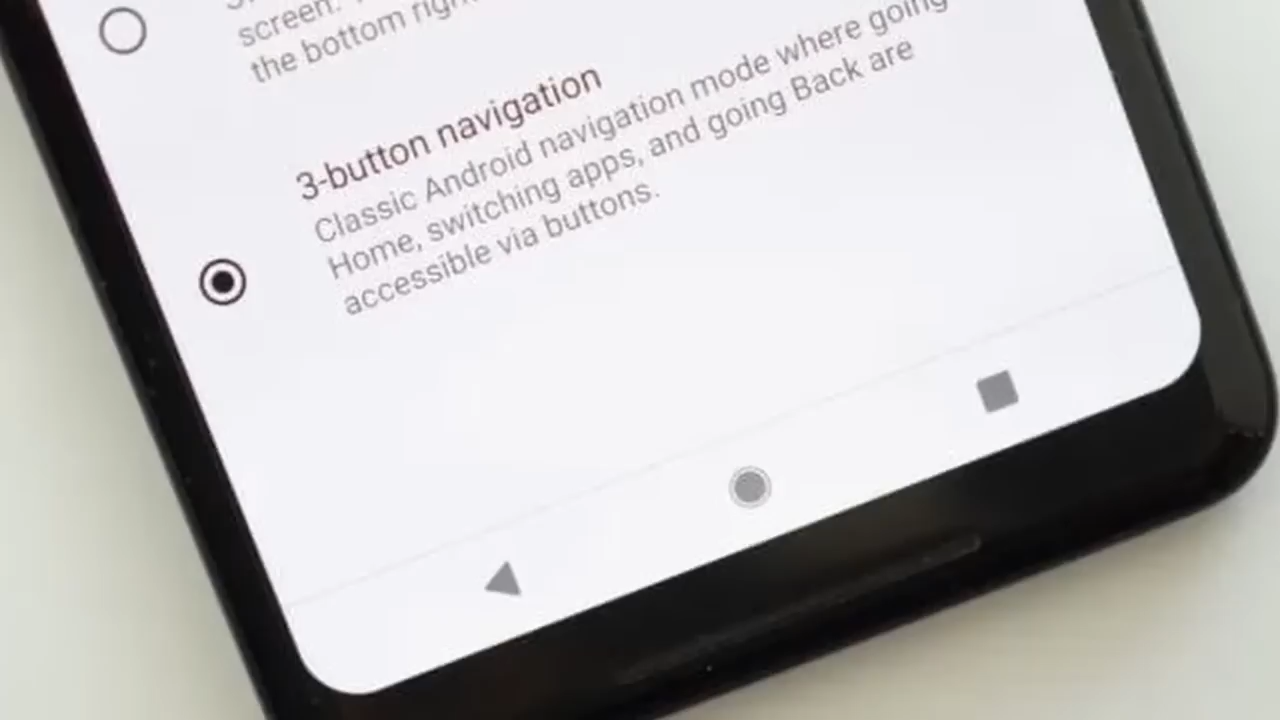 screen.
the bottom right
3-button navigation
Classic Android navigation mode where going
Home, switching apps, and going Back are
accessible via buttons.